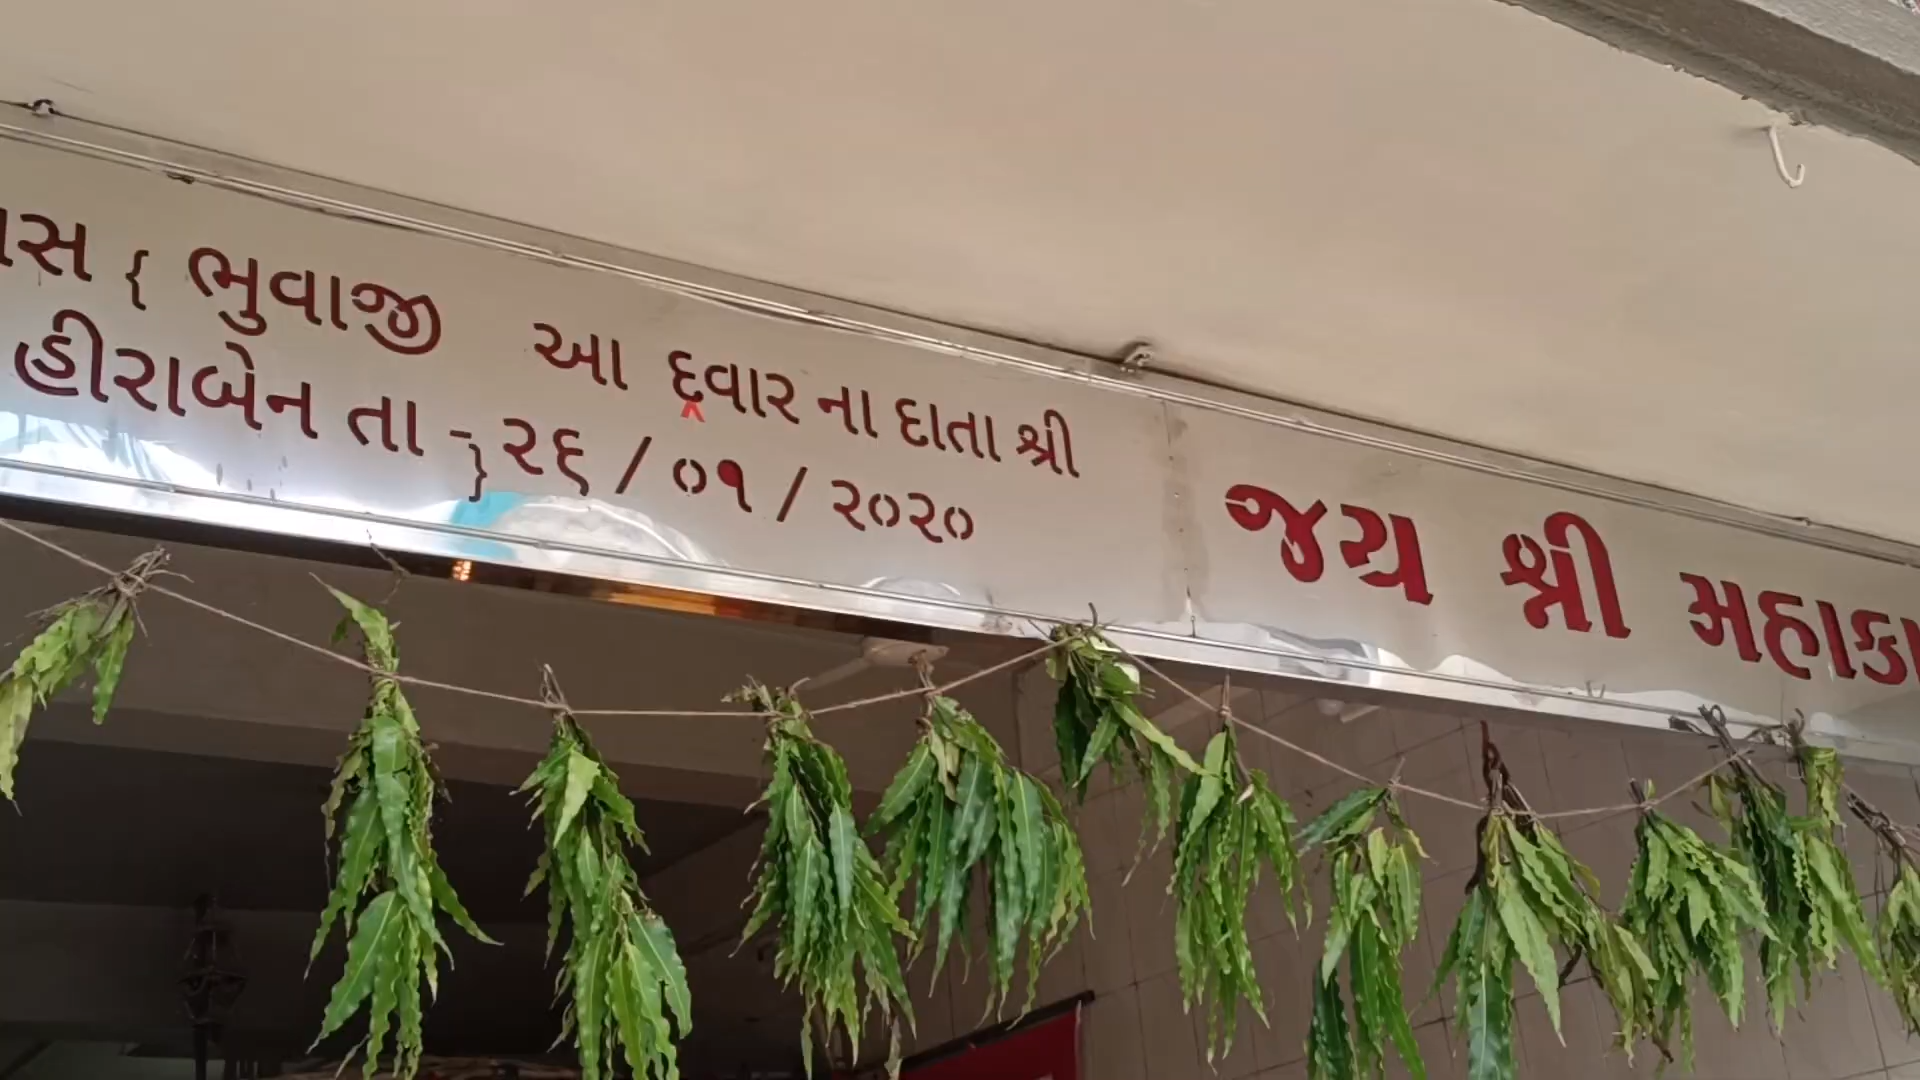 { ભુવાજી આ દ્વાર ના દાતા શ્રી
હીરાબેન તા -} ૨૬ / ૦૧ / ૨૦૨૦
જય શ્રી